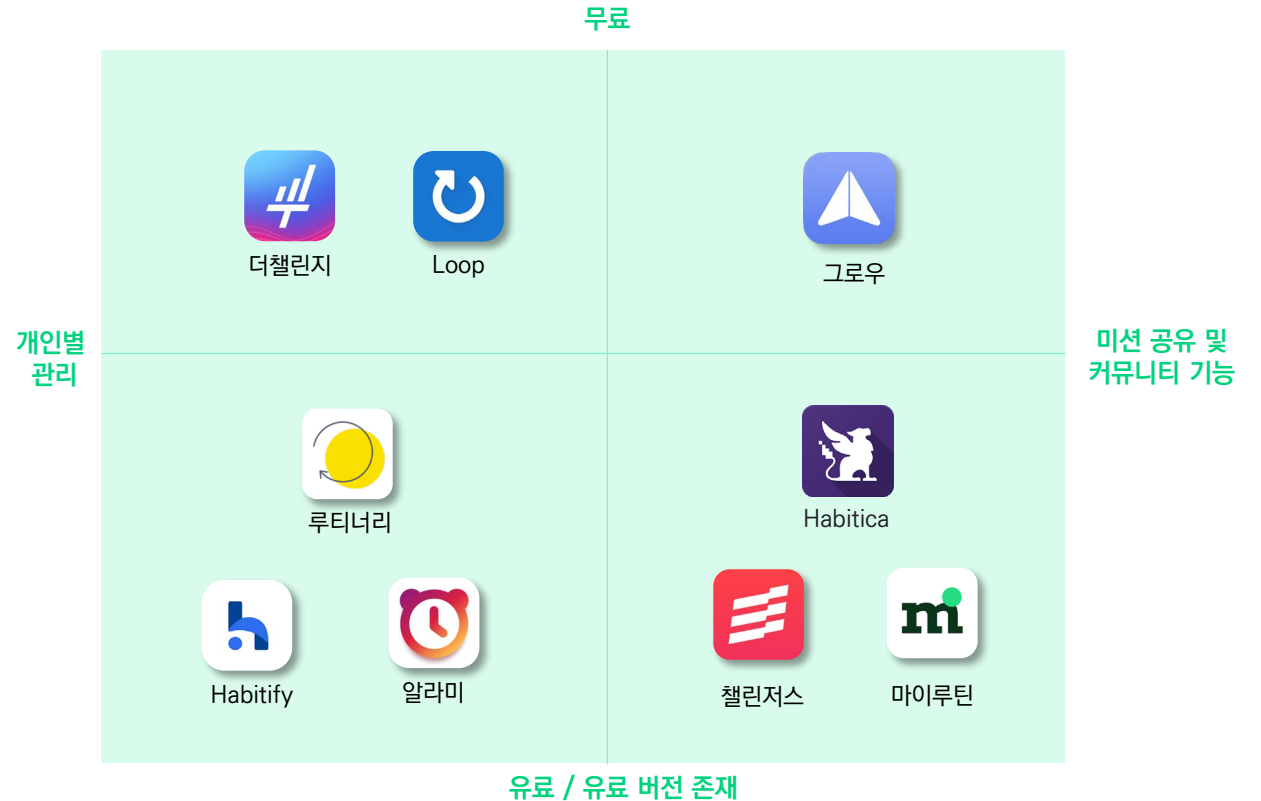 무료
더챌린지
Loop
그로우
개인별
관리
미션 공유 및
커뮤니티 기능
루티너리
Habitica
Habitify
알라미
챌린저스
m
마이루틴
유료 / 유료 버전 존재